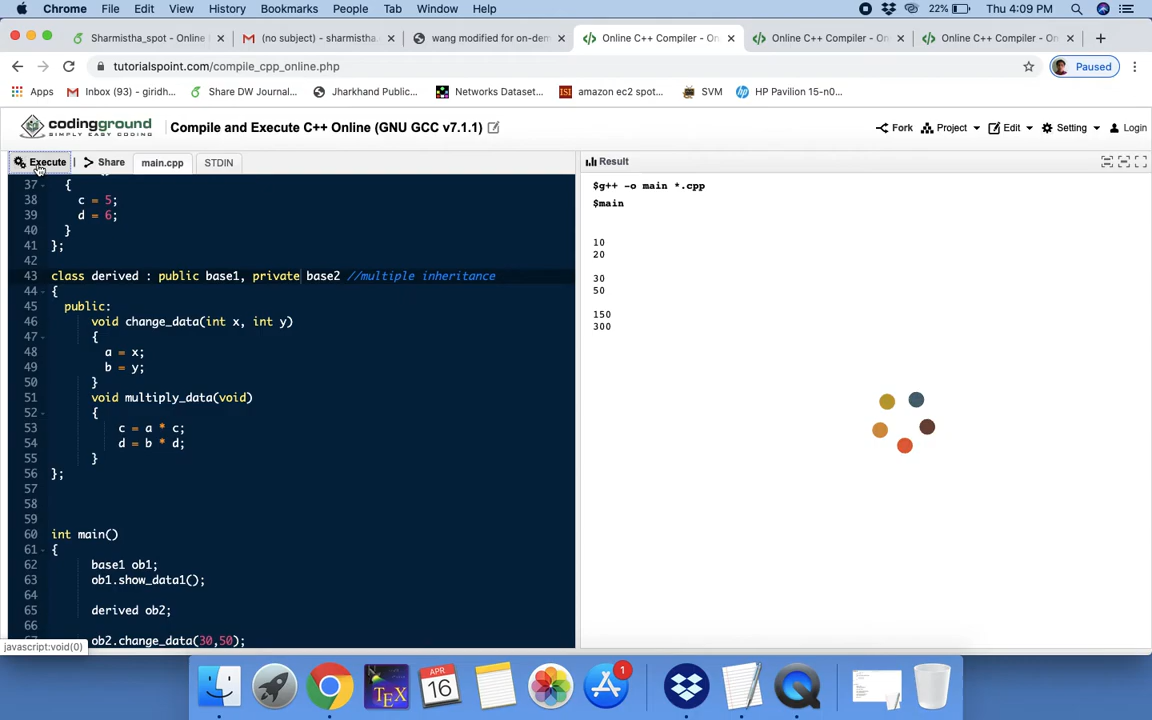 Chrome File Edit View History Bookmarks People Tab Window Help 22% Thu 4:09 PM
Sharmistha_spot - Online (no subject) - sharmistha. wang modified for on-dem Online C++ Compiler - On Online C++ Compiler - On Online C++ Compiler - On
tutorialspoint.com/compile_cpp_online.php Paused
Apps Inbox (93) - giridh... Share DW Journal... Jharkhand Public... Networks Dataset... ISI amazon ec2 spot... SVM hp HP Pavilion 15-n0...
codingground Compile and Execute C++ Online (GNU GCC v7.1.1) Fork Project Edit Setting Login
SIMPLY EASY CODING
Execute | Share main.cpp STDIN Result
37 {
38 c = 5;
39 d = 6;
40 }
41 };
42
43 class derived : public base1, private base2 //multiple inheritance
44 {
45 public:
46 void change_data(int x, int y)
47 {
48 a = x;
49 b = y;
50 }
51 void multiply_data(void)
52 {
53 c = a * c;
54 d = b * d;
55 }
56 };
57
58
59
60 int main()
61 {
62 base1 ob1;
63 ob1.show_data1();
64
65 derived ob2;
66
67 ob2.change_data(30,50);
$g++ -o main *.cpp
$main
10
20
30
50
150
300
javascript:void(0)
TEX
APR
16
1